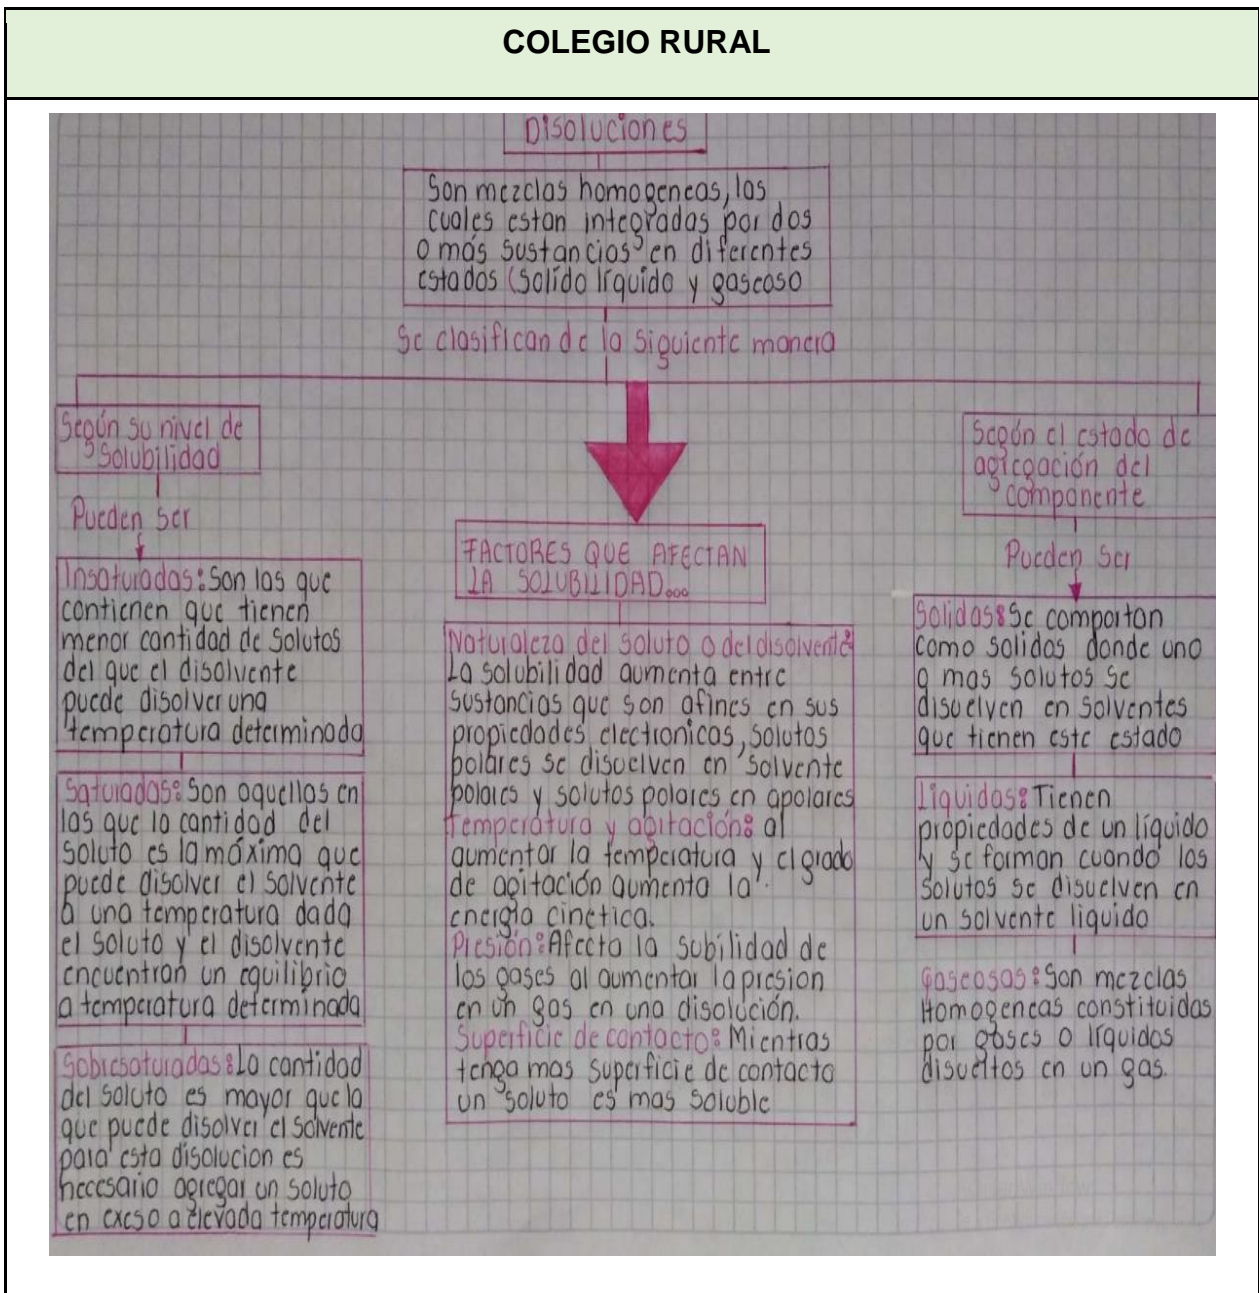 COLEGIO RURAL
Disoluciones
Son mezclas homogeneas, las
cuales estan integradas por dos
o más sustancias en diferentes
estados (Solido líquido y gascoso
Se clasifican de la siguiente manera
Según su nivel de
Solubilidad
Pueden ser
Insaturadas: Son las que
contienen que tienen
menor cantidad de Solutos
del que el disolvente
puede disolver una
temperatura determinada
Saturadas: Son aquellos en
las que la cantidad del
Soluto es la máxima que
puede disolver el solvente
a una temperatura dada
el soluto y el disolvente
encuentran un equilibrio
a temperatura determinada
Sobresaturadas: La cantidad
del soluto es mayor que la
que puede disolver el solvente
para esta disolucion es
necesario agregar un soluto
en exeso a elevada temperatura
FACTORES QUE AFECTAN
LA SOLUBILIDAD...
Naturaleza del soluto o del disolvente:
La solubilidad aumenta entre
sustancias que son afines en sus
propiedades electronicas, solutos
polares se disuelven en solvente
polares y solutos polares en apolares
Temperatura y agitación: al
aumentar la temperatura y el grado
de agitación aumenta la
energía cinetica.
Presión: Afecta la subilidad de
los gases al aumentar la presion
en un gas en una disolución.
Superficie de contacto: Mientras
tenga mas superficie de contacto
un soluto es mas soluble
Según el estado de
agregación del
componente
Pueden ser
Solidas: Se comportan
como solidos donde uno
o mas solutos se
disuelven en solventes
que tienen este estado
Líquidas: Tienen
propiedades de un líquido
y se forman cuando los
solutos se disuelven en
un solvente liquido
Gaseosas: Son mezclas
Homogeneas constituidas
por gases o líquidos
disueltos en un gas.